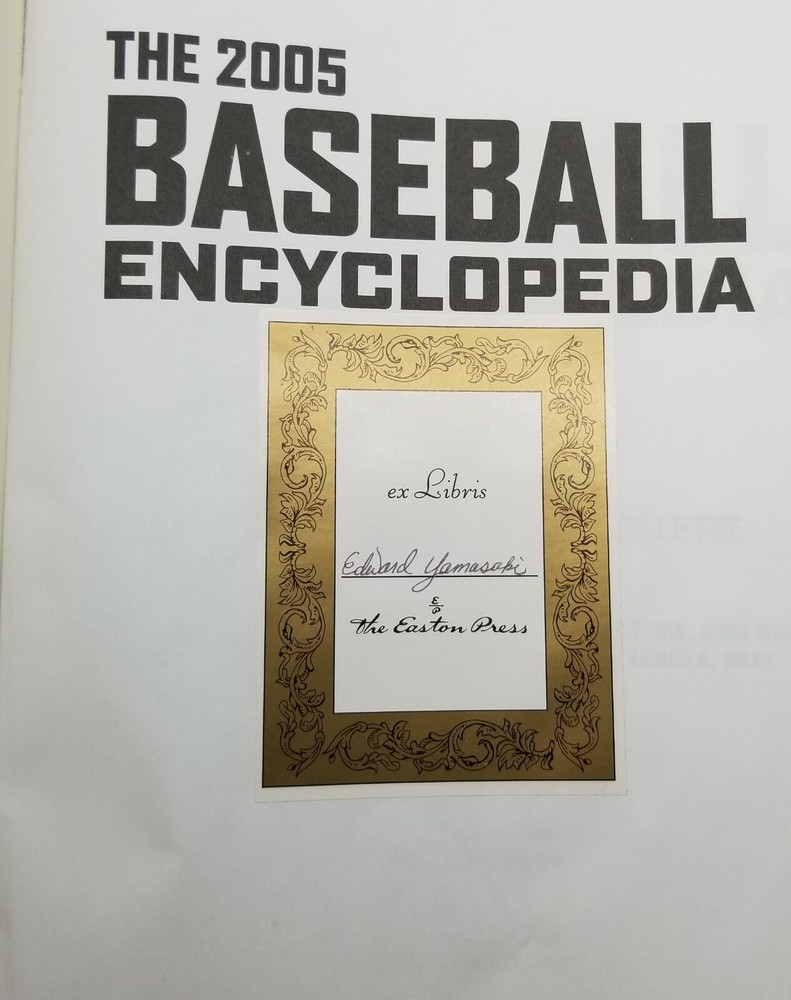 THE 2005
BASEBALL
ENCYCLOPEDIA
ex Libris
Edward Yamasaki
E
P
The Easton Press